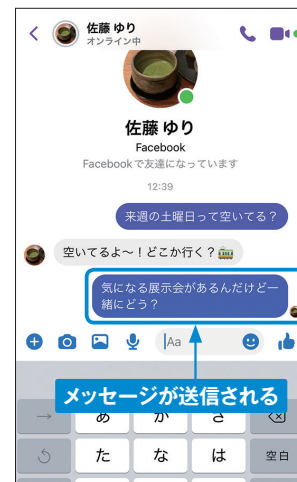 佐藤 ゆり
オンライン中
佐藤 ゆり
Facebook
Facebookで友達になっています
12:39
来週の土曜日って空いてる?
空いてるよ〜!どこか行く?🚃
気になる展示会があるんだけど一
緒にどう?
Aa
メッセージが送信される
→
あ
か
さ
た
な
は
空白